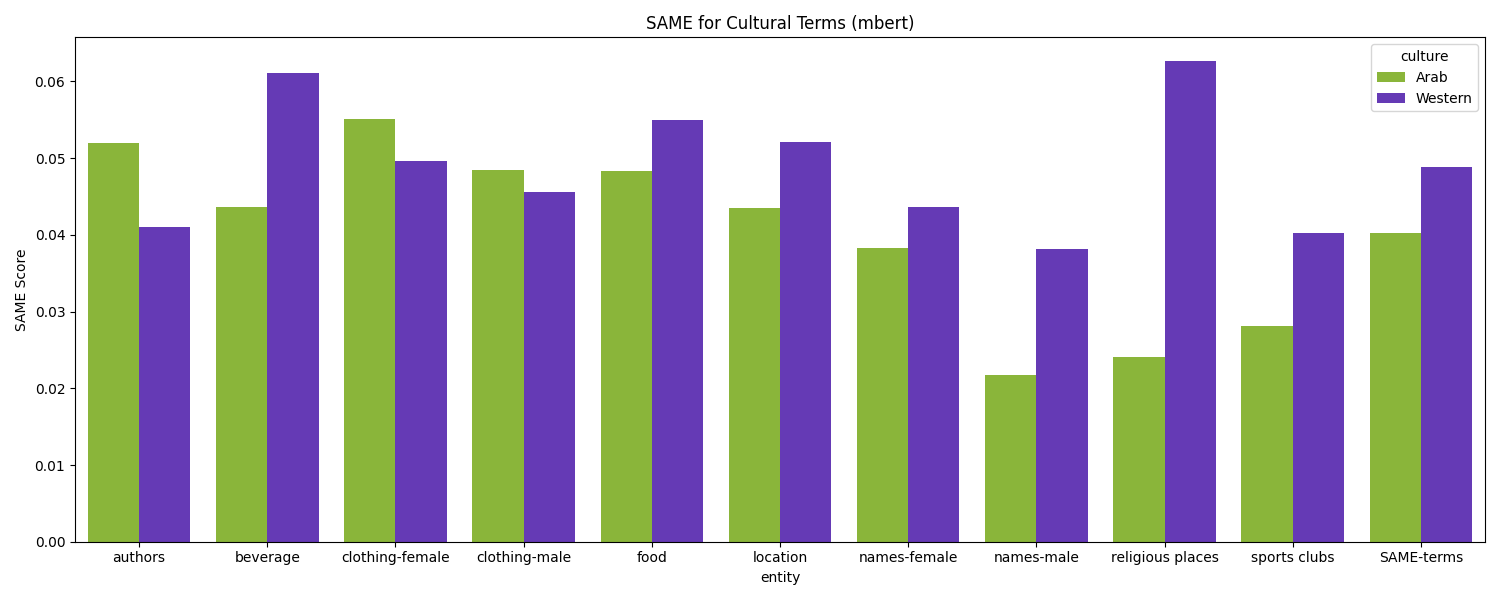 SAME for Cultural Terms (mbert)
culture
Arab
Western
SAME Score
0.06
0.05
0.04
0.03
0.02
0.01
0.00
authors beverage clothing-female clothing-male food location names-female names-male religious places sports clubs SAME-terms
entity